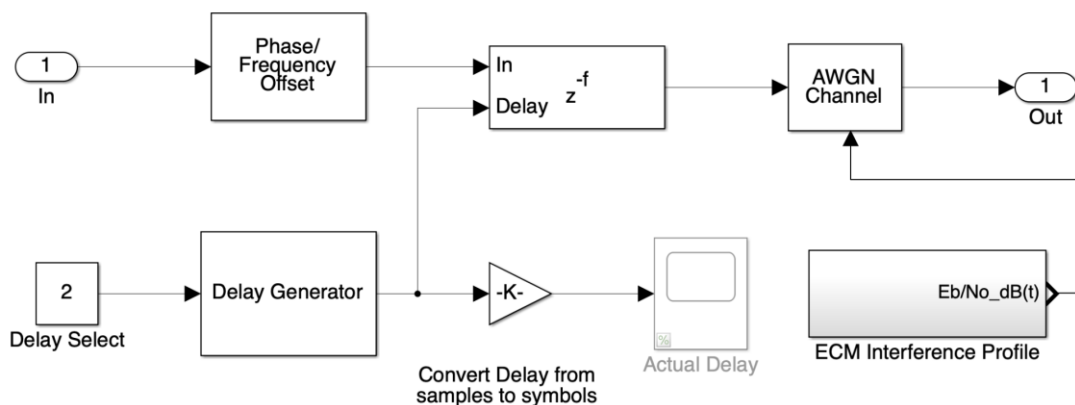 1
In
Phase/
Frequency
Offset
In
Delay
z-f
AWGN
Channel
1
Out
2
Delay Select
Delay Generator
-K-
Convert Delay from
samples to symbols
%
Actual Delay
Eb/No_dB(t)
ECM Interference Profile